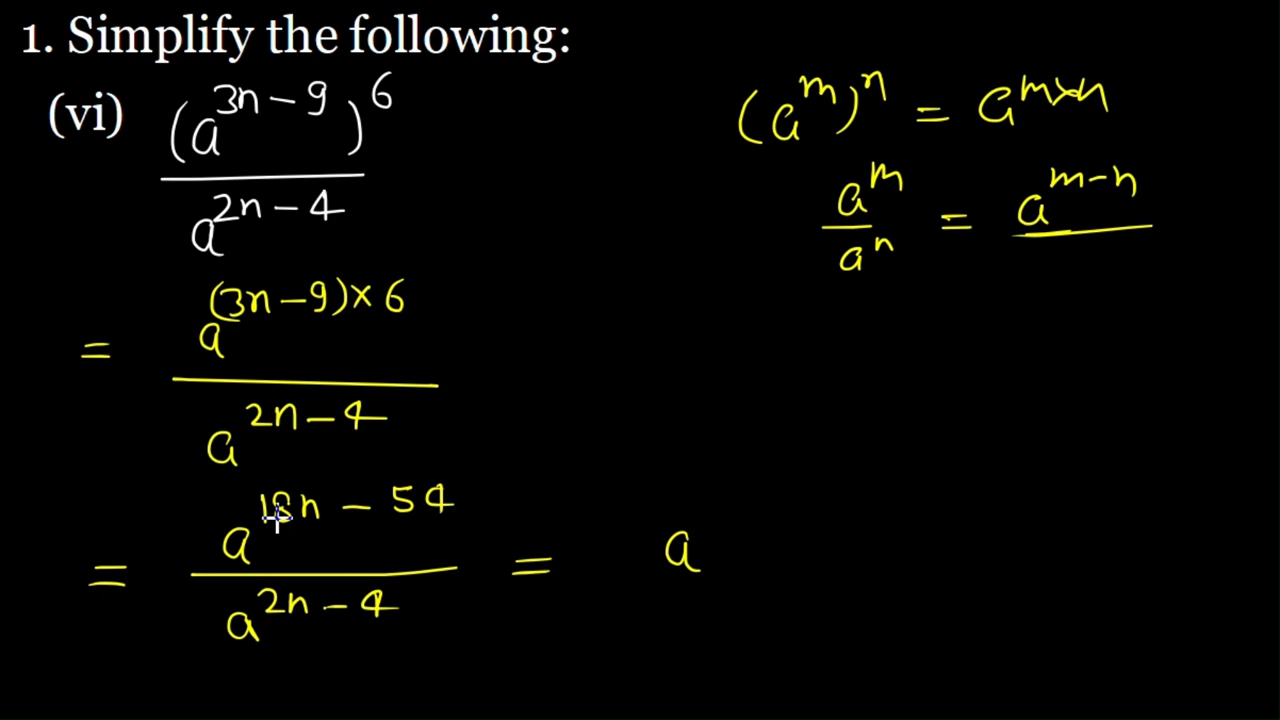 1. Simplify the following:
(vi) (a^(3n-9))^6 / a^(2n-4)
(a^m)^n = a^(m×n)
a^m / a^n = a^(m-n)
= a^((3n-9)×6) / a^(2n-4)
= a^(18n-54) / a^(2n-4) = a